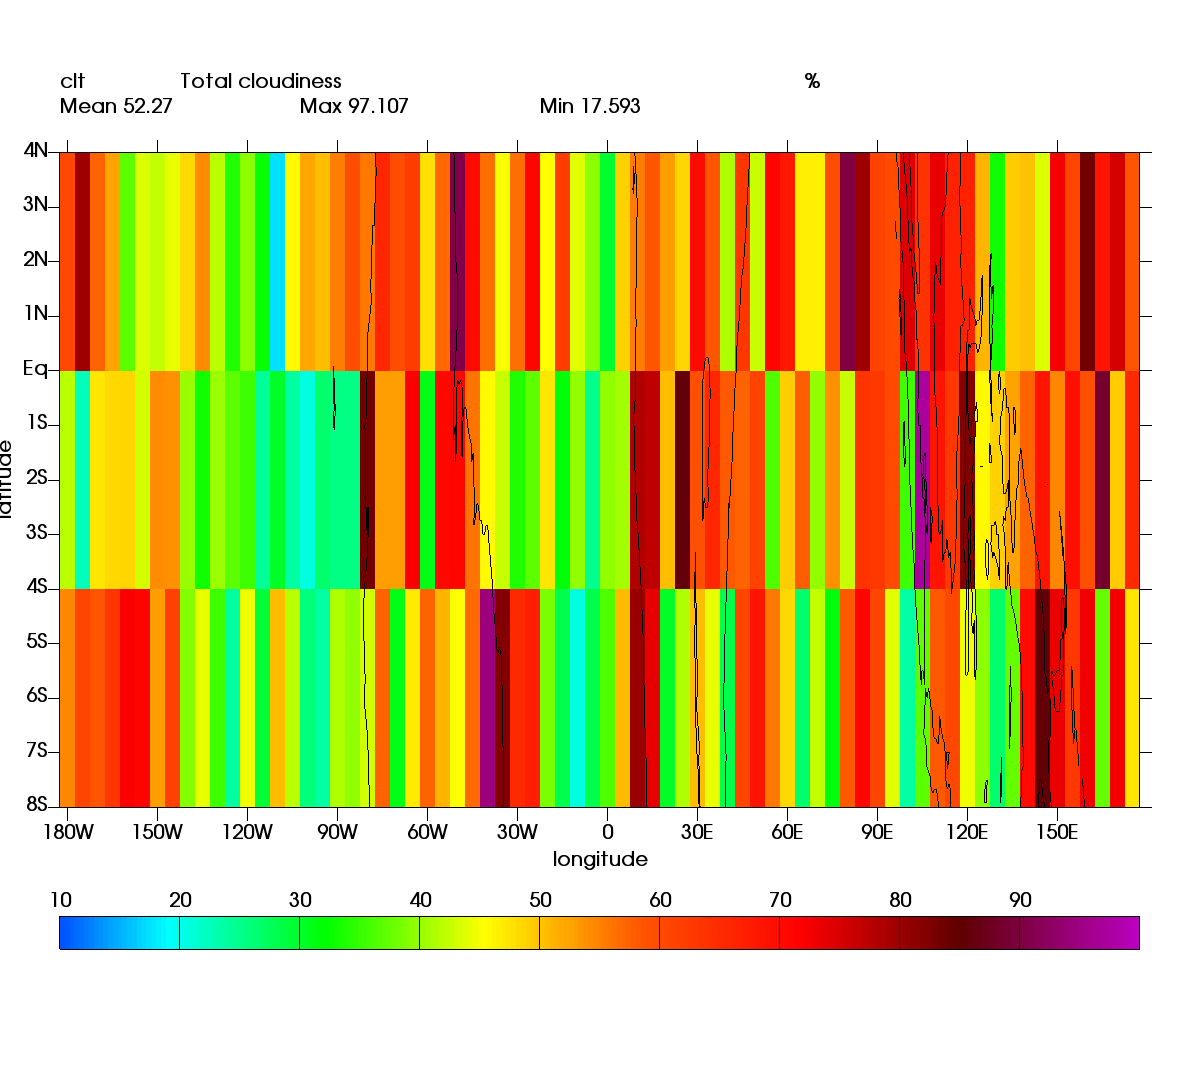 clt Total cloudiness %
Mean 52.27 Max 97.107 Min 17.593
4N
3N
2N
1N
Eq
1S
2S
3S
4S
5S
6S
7S
8S
latitude
180W 150W 120W 90W 60W 30W 0 30E 60E 90E 120E 150E
longitude
10 20 30 40 50 60 70 80 90